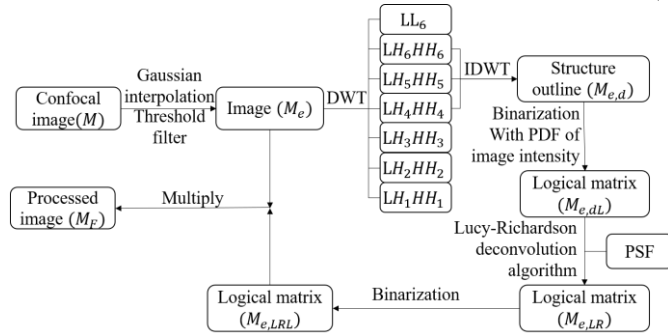 Confocal
image(M)
Gaussian
interpolation
Threshold
filter
Image (Mₑ)
DWT
LL₆
LH₆HH₆
LH₅HH₅
LH₄HH₄
LH₃HH₃
LH₂HH₂
LH₁HH₁
IDWT
Structure
outline (Mₑ,d)
Binarization
With PDF of
image intensity
Logical matrix
(Mₑ,dL)
Lucy-Richardson
deconvolution
algorithm
PSF
Logical matrix
(Mₑ,LR)
Binarization
Logical matrix
(Mₑ,LRL)
Multiply
Processed
image (M_F)